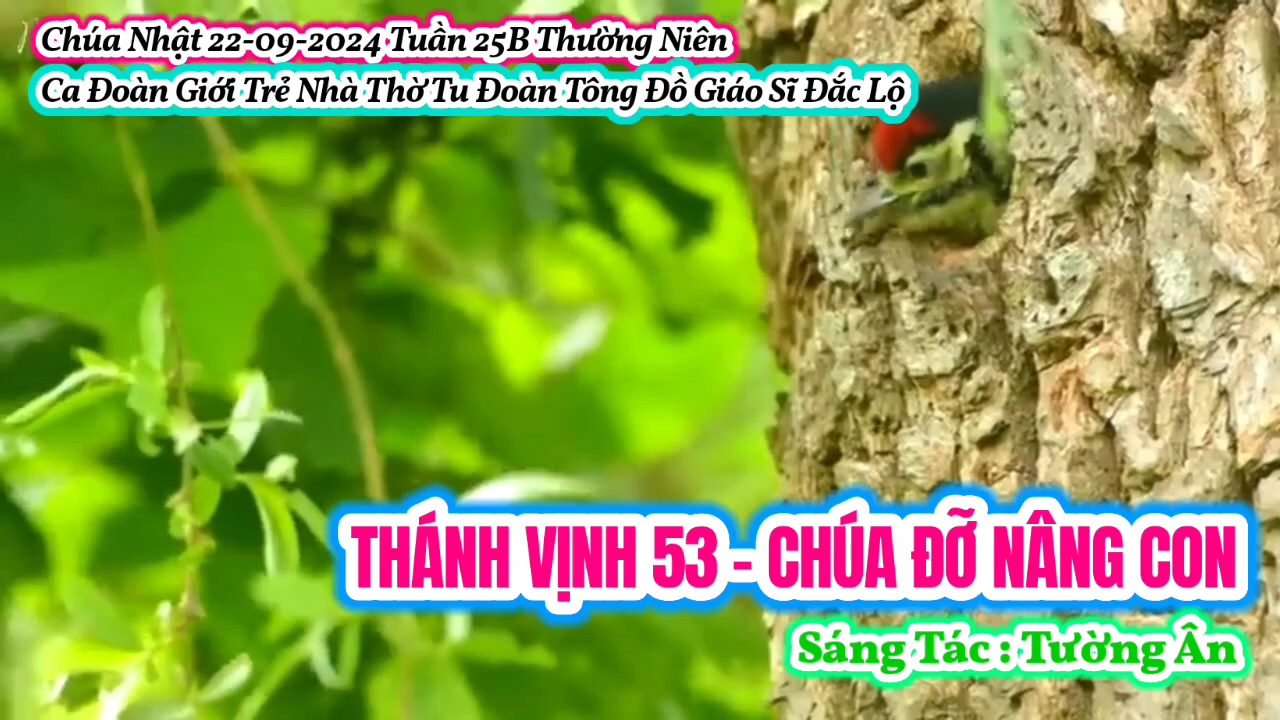 Chúa Nhật 22-09-2024 Tuần 25B Thường Niên
Ca Đoàn Giới Trẻ Nhà Thờ Tu Đoàn Tông Đồ Giáo Sĩ Đắc Lộ
THÁNH VỊNH 53 - CHÚA ĐỠ NÂNG CON
Sáng Tác : Tường Ân